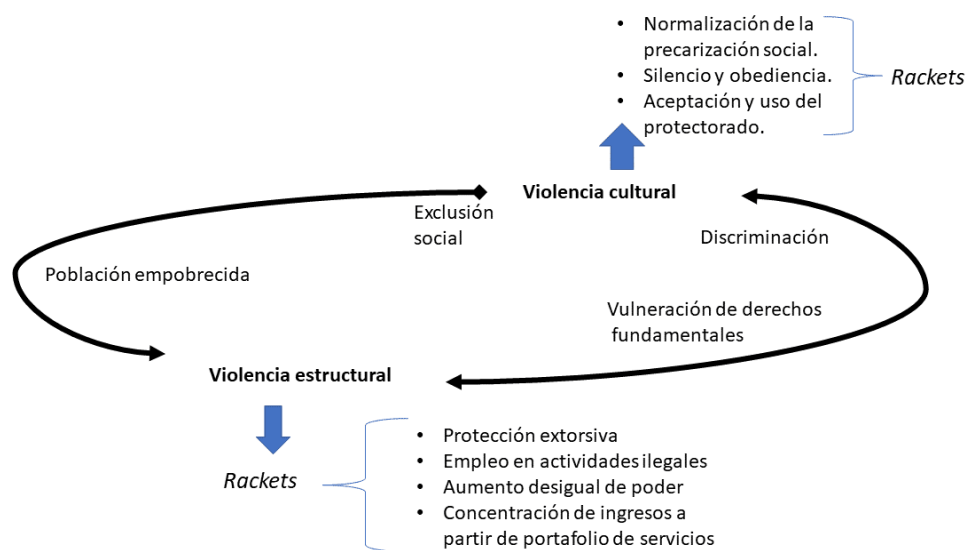 • Normalización de la
precarización social.
• Silencio y obediencia.
• Aceptación y uso del
protectorado.
Rackets
Violencia cultural
Exclusión
social
Discriminación
Población empobrecida
Vulneración de derechos
fundamentales
Violencia estructural
Rackets
• Protección extorsiva
• Empleo en actividades ilegales
• Aumento desigual de poder
• Concentración de ingresos a
partir de portafolio de servicios